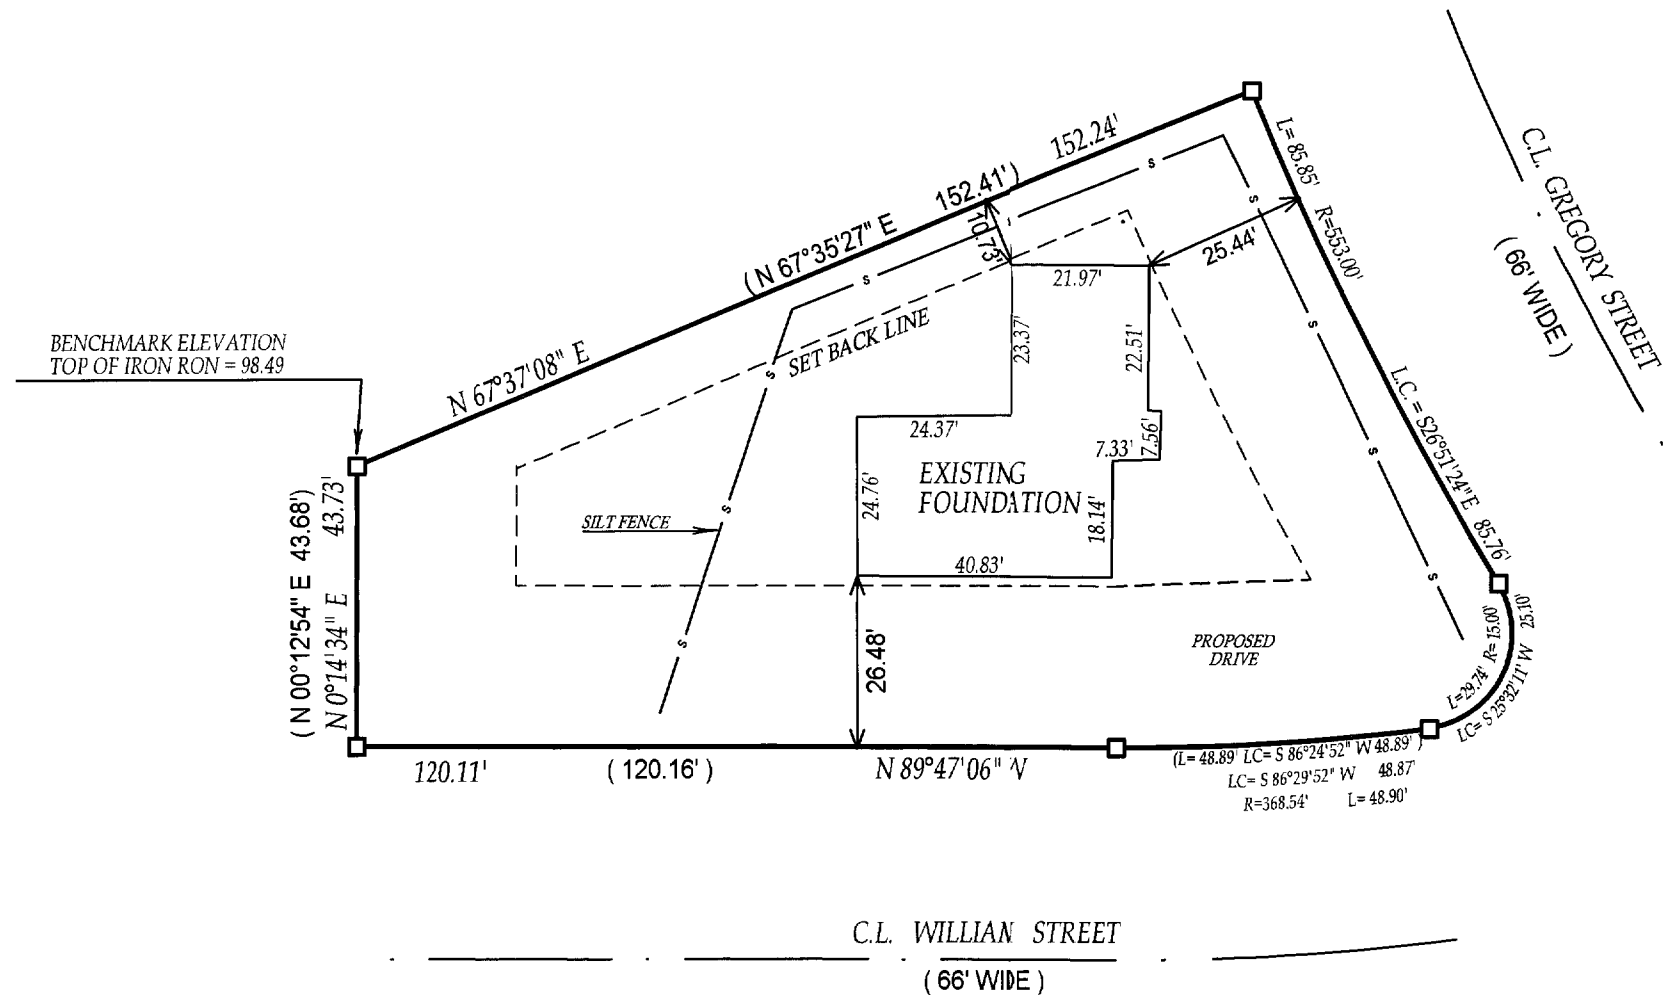 C.L. GREGORY STREET
( 66' WIDE )
152.24'
152.41' )
( N 67°35'27" E
N 67°37'08" E
L= 85.85' R=553.00'
L.C. = S26°51'24"E 85.76'
10.73'
25.44'
21.97'
23.37'
22.51'
SET BACK LINE
BENCHMARK ELEVATION
TOP OF IRON RON = 98.49
24.37'
7.33'
7.56'
EXISTING
FOUNDATION
24.76'
18.14'
40.83'
SILT FENCE
( N 00°12'54" E 43.68')
N 0°14'34" E 43.73'
26.48'
PROPOSED
DRIVE
L=29.74' R=15.00'
LC= S 25°32'11" W 25.10'
120.11' ( 120.16' ) N 89°47'06" W
(L= 48.89' LC= S 86°24'52" W 48.89' )
LC= S 86°29'52" W 48.87'
R=368.54' L= 48.90'
C.L. WILLIAN STREET
( 66' WIDE )
s
s
s
s
s
s
s
s
s